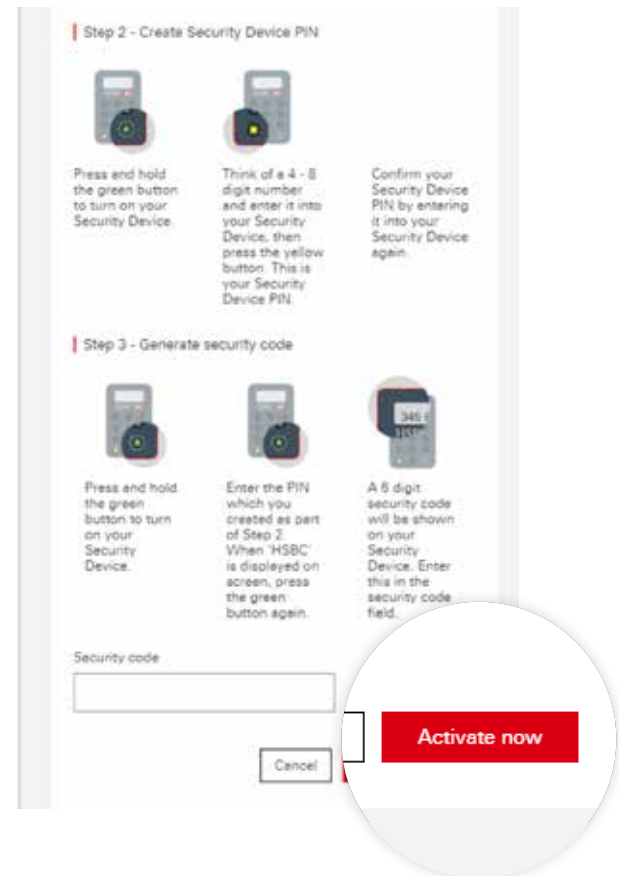 Step 2 - Create Security Device PIN
Press and hold
the green button
to turn on your
Security Device.
Think of a 4 - 8
digit number
and enter it into
your Security
Device, then
press the yellow
button. This is
your Security
Device PIN.
Confirm your
Security Device
PIN by entering
it into your
Security Device
again.
Step 3 - Generate security code
345
Press and hold
the green
button to turn
on your
Security
Device.
Enter the PIN
which you
created as part
of Step 2.
When 'HSBC'
is displayed on
screen, press
the green
button again.
A 6 digit
security code
will be shown
on your
Security
Device. Enter
this in the
security code
field.
Security code
Cancel
Activate now